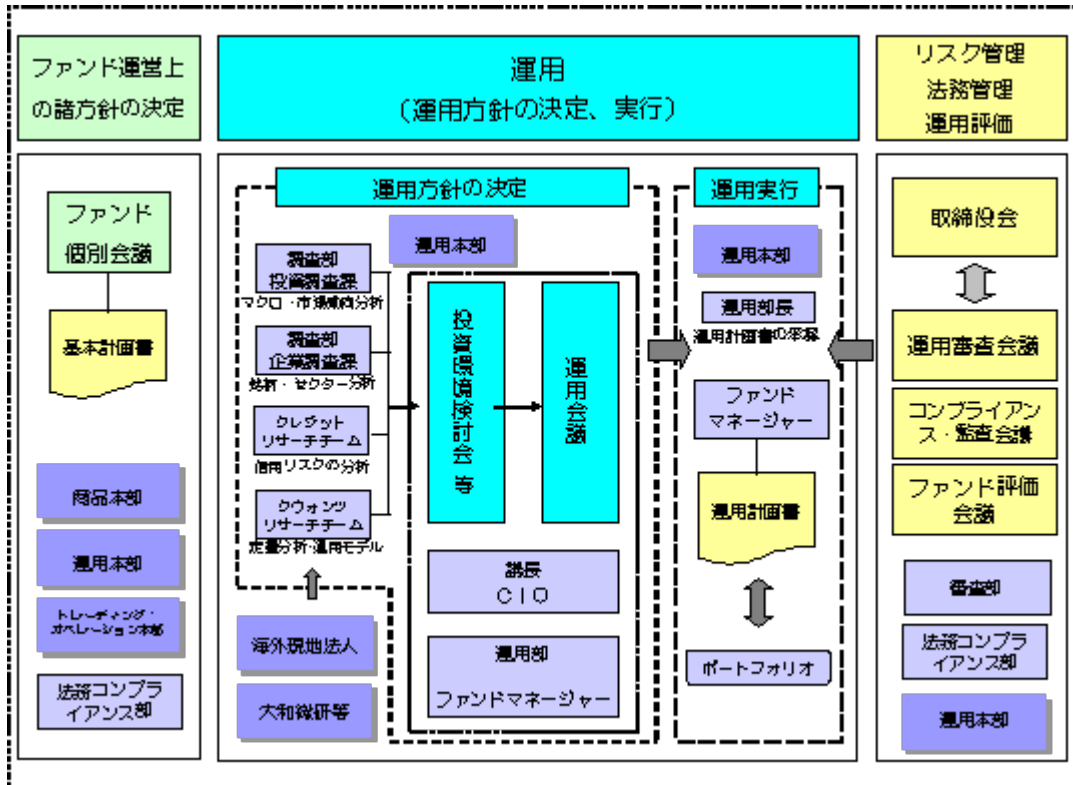 ファンド運営上
の諸方針の決定
運用
(運用方針の決定、実行)
リスク管理
法務管理
運用評価
ファンド
個別会議
基本計画書
商品本部
運用本部
トレーディング・
オペレーション本部
法務コンプラ
イアンス部
運用方針の決定
運用本部
調査部
投資調査課
マクロ・市場動向分析
調査部
企業調査課
銘柄・セクター分析
クレジット
リサーチチーム
信用リスクの分析
クウォンツ
リサーチチーム
定量分析・運用モデル
海外現地法人
大和総研等
投資環境検討会 等
運用会議
議長
CIO
運用部
ファンドマネージャー
運用実行
運用本部
運用部長
運用計画書の承認
ファンド
マネージャー
運用計画書
ポートフォリオ
取締役会
運用審査会議
コンプライアン
ス・監査会議
ファンド評価
会議
審査部
法務コンプラ
イアンス部
運用本部